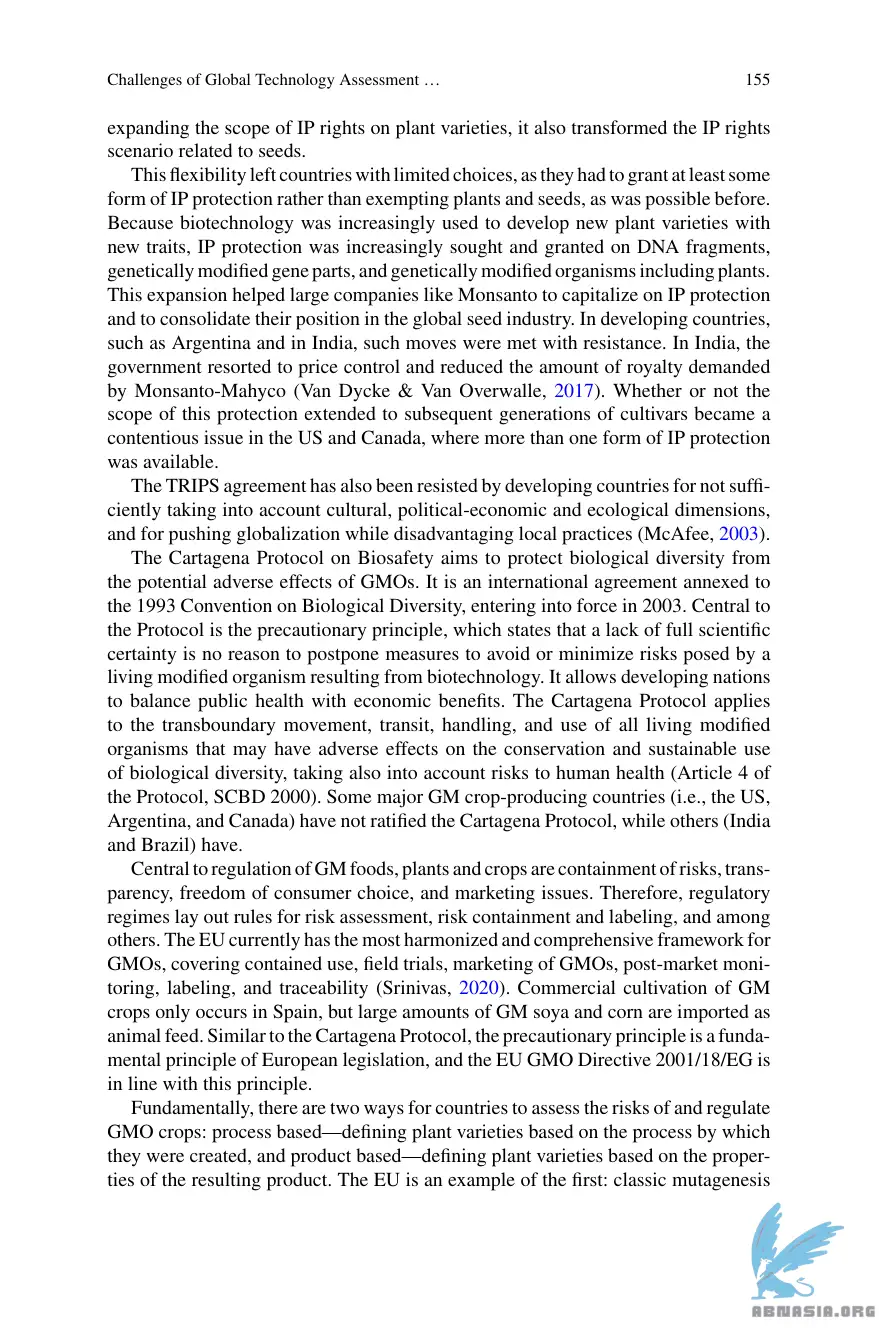 Challenges of Global Technology Assessment … 155
expanding the scope of IP rights on plant varieties, it also transformed the IP rights
scenario related to seeds.
This flexibility left countries with limited choices, as they had to grant at least some
form of IP protection rather than exempting plants and seeds, as was possible before.
Because biotechnology was increasingly used to develop new plant varieties with
new traits, IP protection was increasingly sought and granted on DNA fragments,
genetically modified gene parts, and genetically modified organisms including plants.
This expansion helped large companies like Monsanto to capitalize on IP protection
and to consolidate their position in the global seed industry. In developing countries,
such as Argentina and in India, such moves were met with resistance. In India, the
government resorted to price control and reduced the amount of royalty demanded
by Monsanto-Mahyco (Van Dycke & Van Overwalle, 2017). Whether or not the
scope of this protection extended to subsequent generations of cultivars became a
contentious issue in the US and Canada, where more than one form of IP protection
was available.
The TRIPS agreement has also been resisted by developing countries for not suffi-
ciently taking into account cultural, political-economic and ecological dimensions,
and for pushing globalization while disadvantaging local practices (McAfee, 2003).
The Cartagena Protocol on Biosafety aims to protect biological diversity from
the potential adverse effects of GMOs. It is an international agreement annexed to
the 1993 Convention on Biological Diversity, entering into force in 2003. Central to
the Protocol is the precautionary principle, which states that a lack of full scientific
certainty is no reason to postpone measures to avoid or minimize risks posed by a
living modified organism resulting from biotechnology. It allows developing nations
to balance public health with economic benefits. The Cartagena Protocol applies
to the transboundary movement, transit, handling, and use of all living modified
organisms that may have adverse effects on the conservation and sustainable use
of biological diversity, taking also into account risks to human health (Article 4 of
the Protocol, SCBD 2000). Some major GM crop-producing countries (i.e., the US,
Argentina, and Canada) have not ratified the Cartagena Protocol, while others (India
and Brazil) have.
Central to regulation of GM foods, plants and crops are containment of risks, trans-
parency, freedom of consumer choice, and marketing issues. Therefore, regulatory
regimes lay out rules for risk assessment, risk containment and labeling, and among
others. The EU currently has the most harmonized and comprehensive framework for
GMOs, covering contained use, field trials, marketing of GMOs, post-market moni-
toring, labeling, and traceability (Srinivas, 2020). Commercial cultivation of GM
crops only occurs in Spain, but large amounts of GM soya and corn are imported as
animal feed. Similar to the Cartagena Protocol, the precautionary principle is a funda-
mental principle of European legislation, and the EU GMO Directive 2001/18/EG is
in line with this principle.
Fundamentally, there are two ways for countries to assess the risks of and regulate
GMO crops: process based—defining plant varieties based on the process by which
they were created, and product based—defining plant varieties based on the proper-
ties of the resulting product. The EU is an example of the first: classic mutagenesis
ABNASIA.ORG